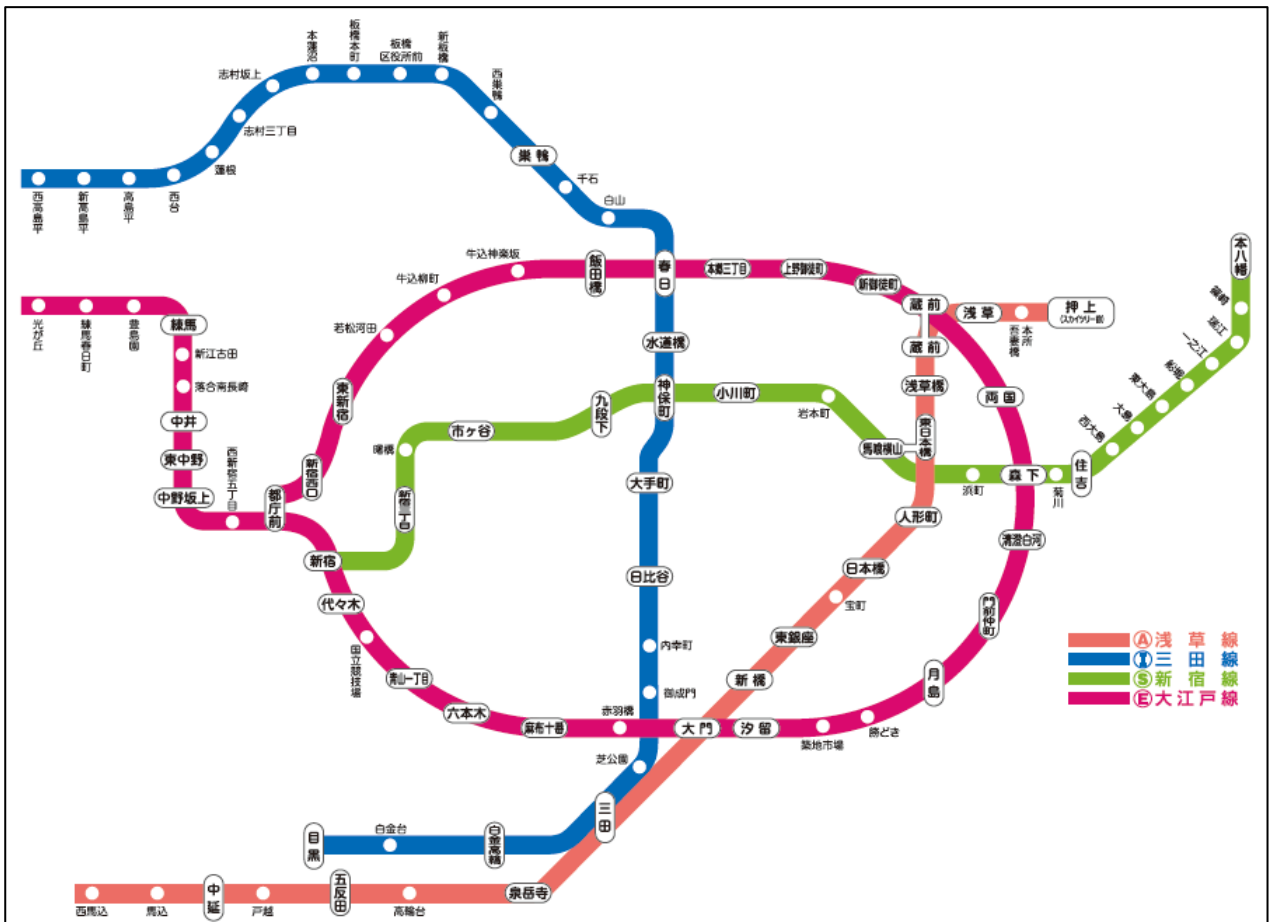 本蓮沼
板橋本町
板橋
区役所前
新板橋
西巣鴨
志村坂上
志村三丁目
蓮根
巣鴨
千石
白山
西高島平
新高島平
高島平
西台
牛込神楽坂
飯田橋
春日
本郷三丁目
上野御徒町
新御徒町
蔵前
浅草
本所
吾妻橋
押上
(スカイツリー前)
本八幡
篠崎
瑞江
一之江
船堀
東大島
大島
西大島
住吉
菊川
森下
浜町
光が丘
練馬春日町
豊島園
練馬
新江古田
落合南長崎
中井
東中野
中野坂上
西新宿五丁目
都庁前
新宿西口
東新宿
若松河田
牛込柳町
水道橋
神保町
小川町
岩本町
九段下
市ヶ谷
曙橋
新宿三丁目
新宿
蔵前
浅草橋
東日本橋
馬喰横山
両国
大手町
人形町
清澄白河
日比谷
日本橋
宝町
門前仲町
代々木
国立競技場
青山一丁目
六本木
麻布十番
赤羽橋
内幸町
御成門
東銀座
新橋
大門
汐留
築地市場
勝どき
月島
芝公園
三田
目黒
白金台
白金高輪
西馬込
馬込
中延
戸越
五反田
高輪台
泉岳寺
Ⓐ浅草線
Ⓘ三田線
Ⓢ新宿線
Ⓔ大江戸線